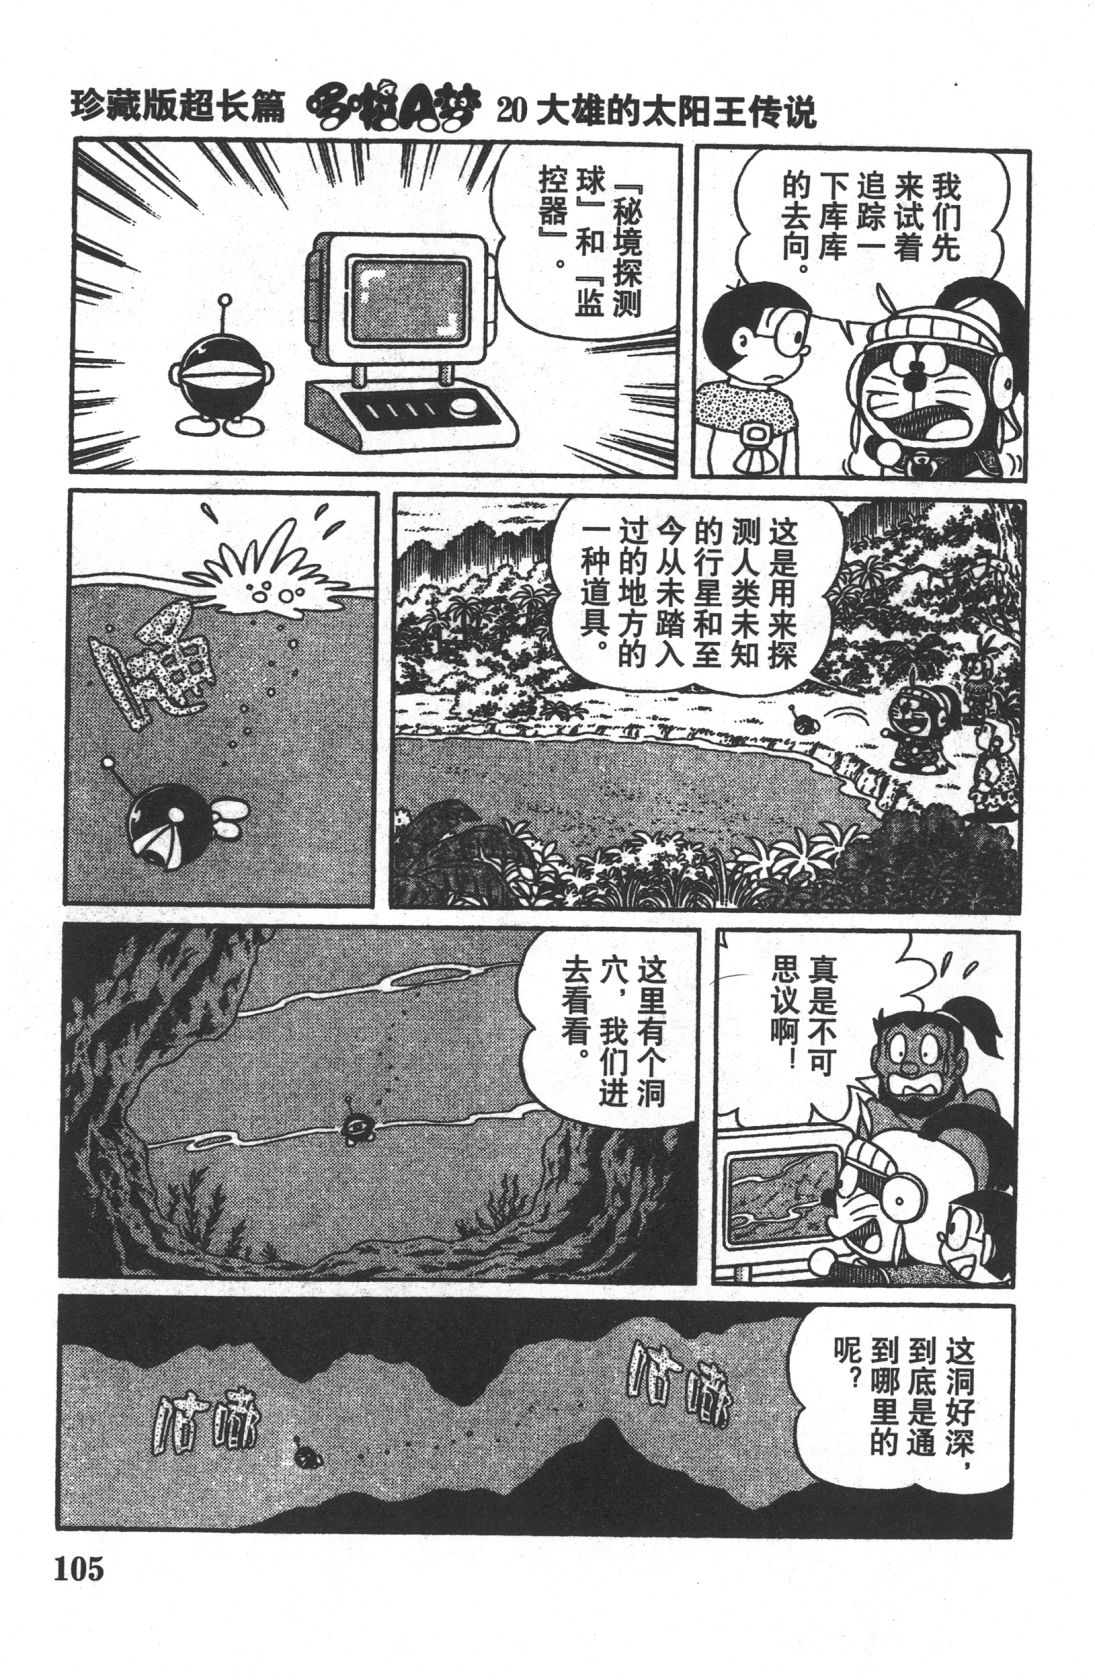 珍藏版超长篇 哆啦A梦 20 大雄的太阳王传说
我们先
来试着
追踪一
下库库
的去向。
『秘境探测
球』和『监
控器』。
这是用来探
测人类未知
的行星和至
今从未踏入
过的地方的
一种道具。
真是不可
思议啊！
这里有个洞
穴，我们进
去看看。
这洞好深，
到底是通
到哪里的
呢？
咕嘟
咕嘟
105